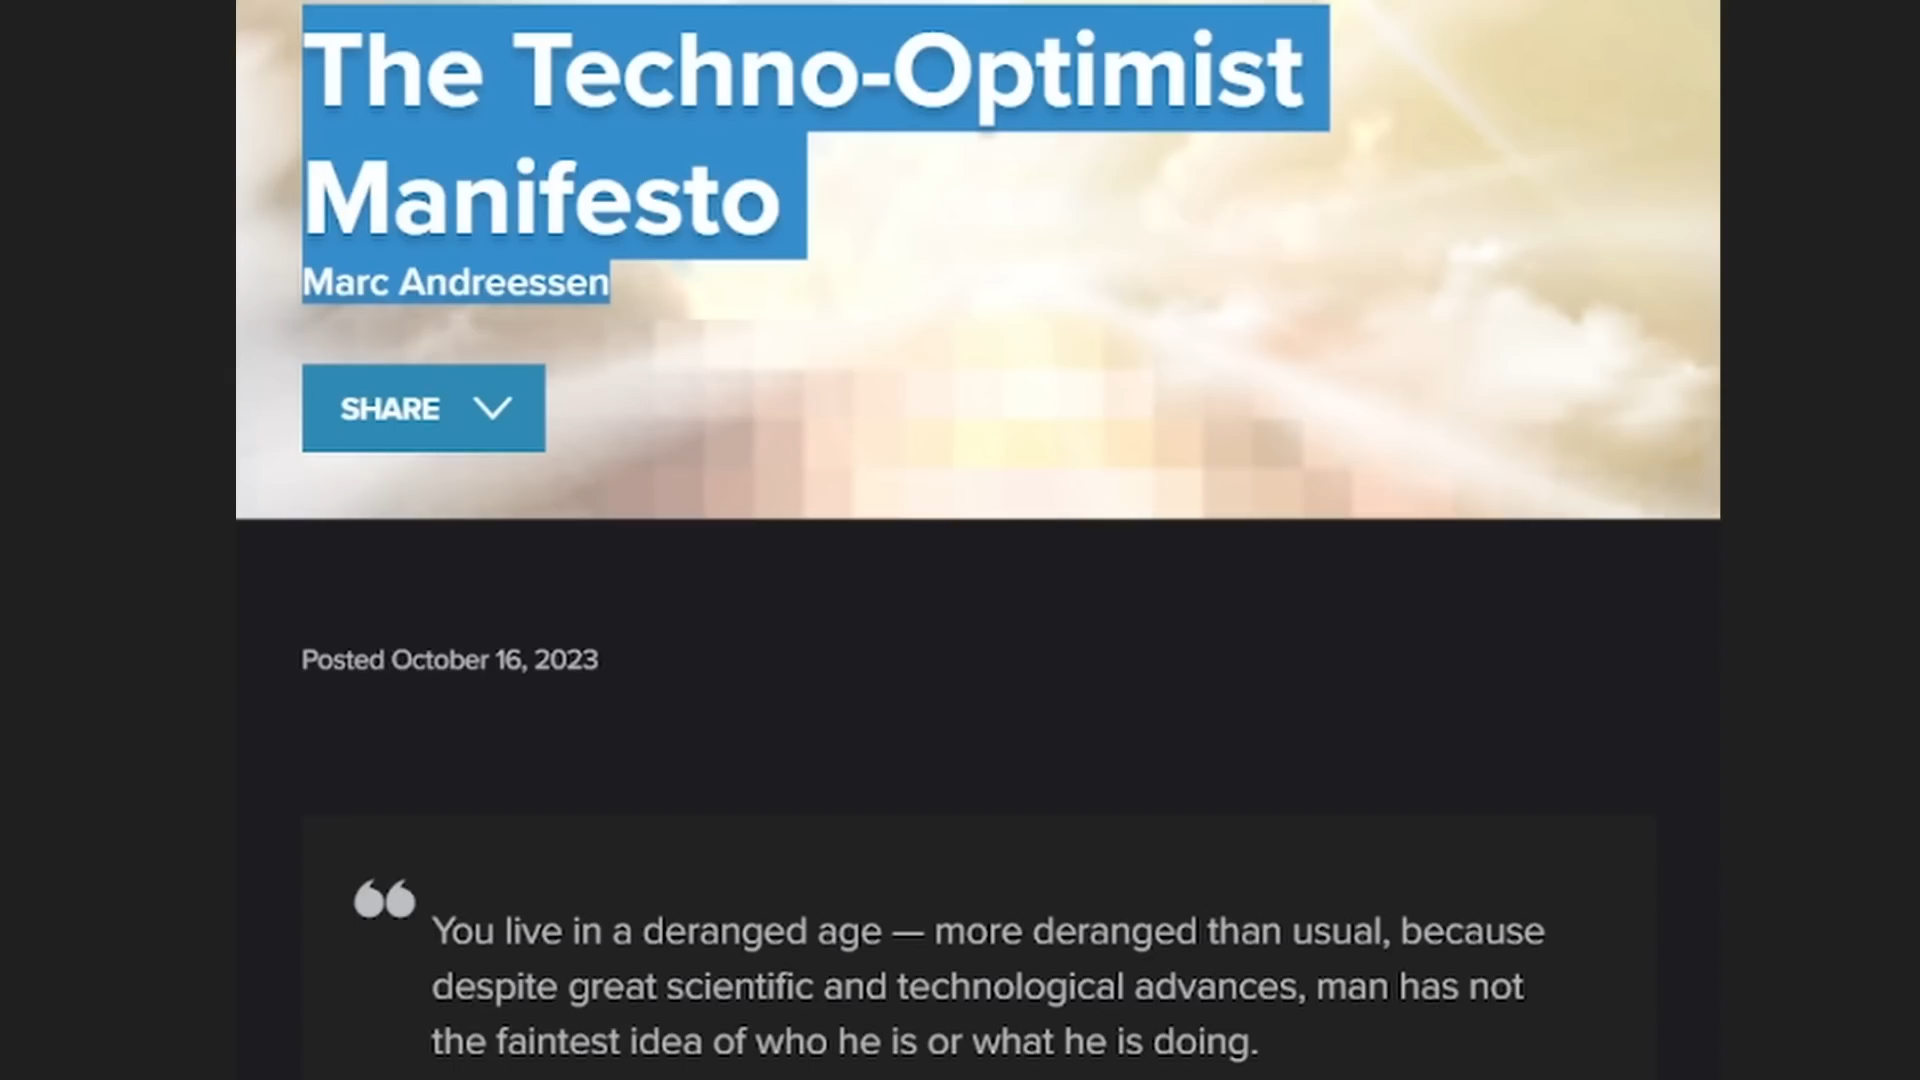 The Techno-Optimist
Manifesto
Marc Andreessen
SHARE
Posted October 16, 2023
You live in a deranged age — more deranged than usual, because
despite great scientific and technological advances, man has not
the faintest idea of who he is or what he is doing.